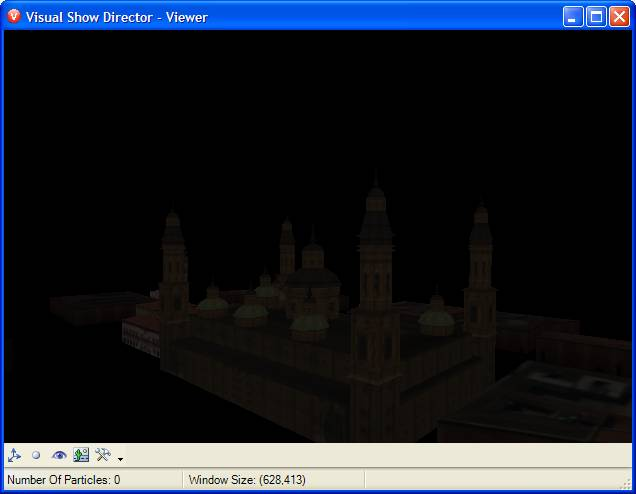 Visual Show Director - Viewer
Number Of Particles: 0
Window Size: (628,413)